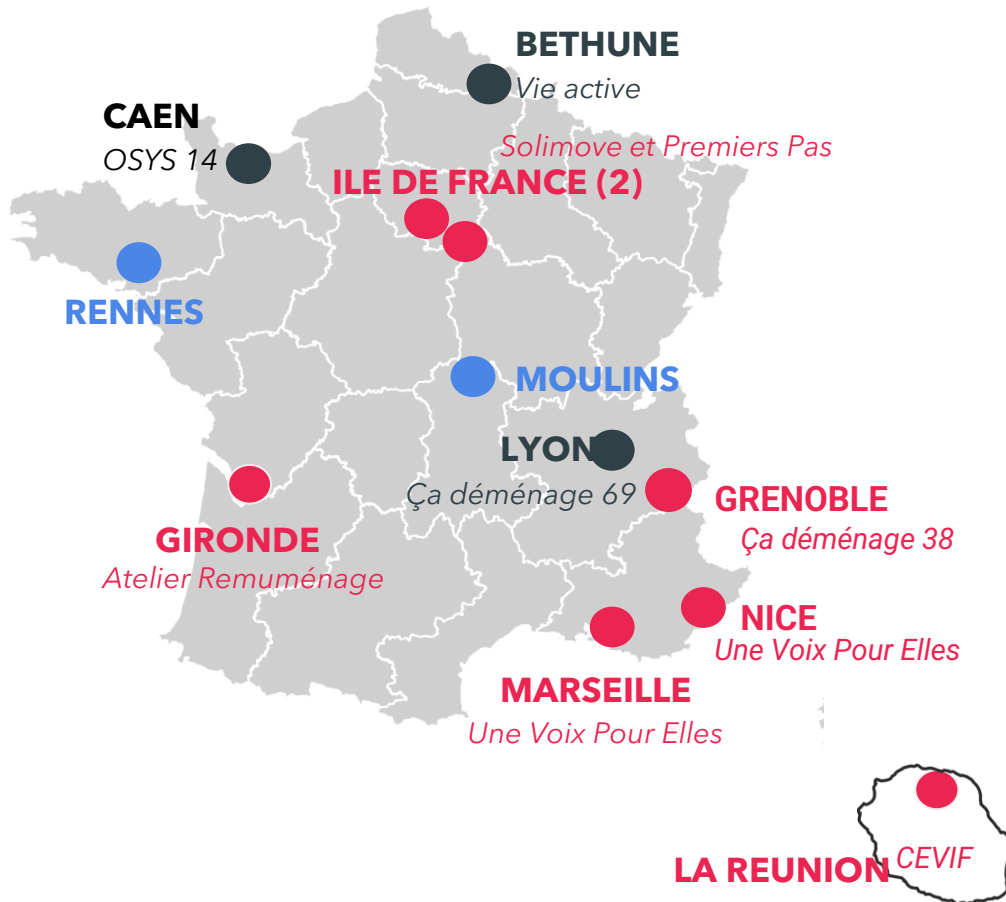 BETHUNE
Vie active
CAEN
OSYS 14
Solimove et Premiers Pas
ILE DE FRANCE (2)
RENNES
MOULINS
LYON
Ça déménage 69
GRENOBLE
Ça déménage 38
GIRONDE
Atelier Remuménage
NICE
Une Voix Pour Elles
MARSEILLE
Une Voix Pour Elles
LA REUNION
CEVIF